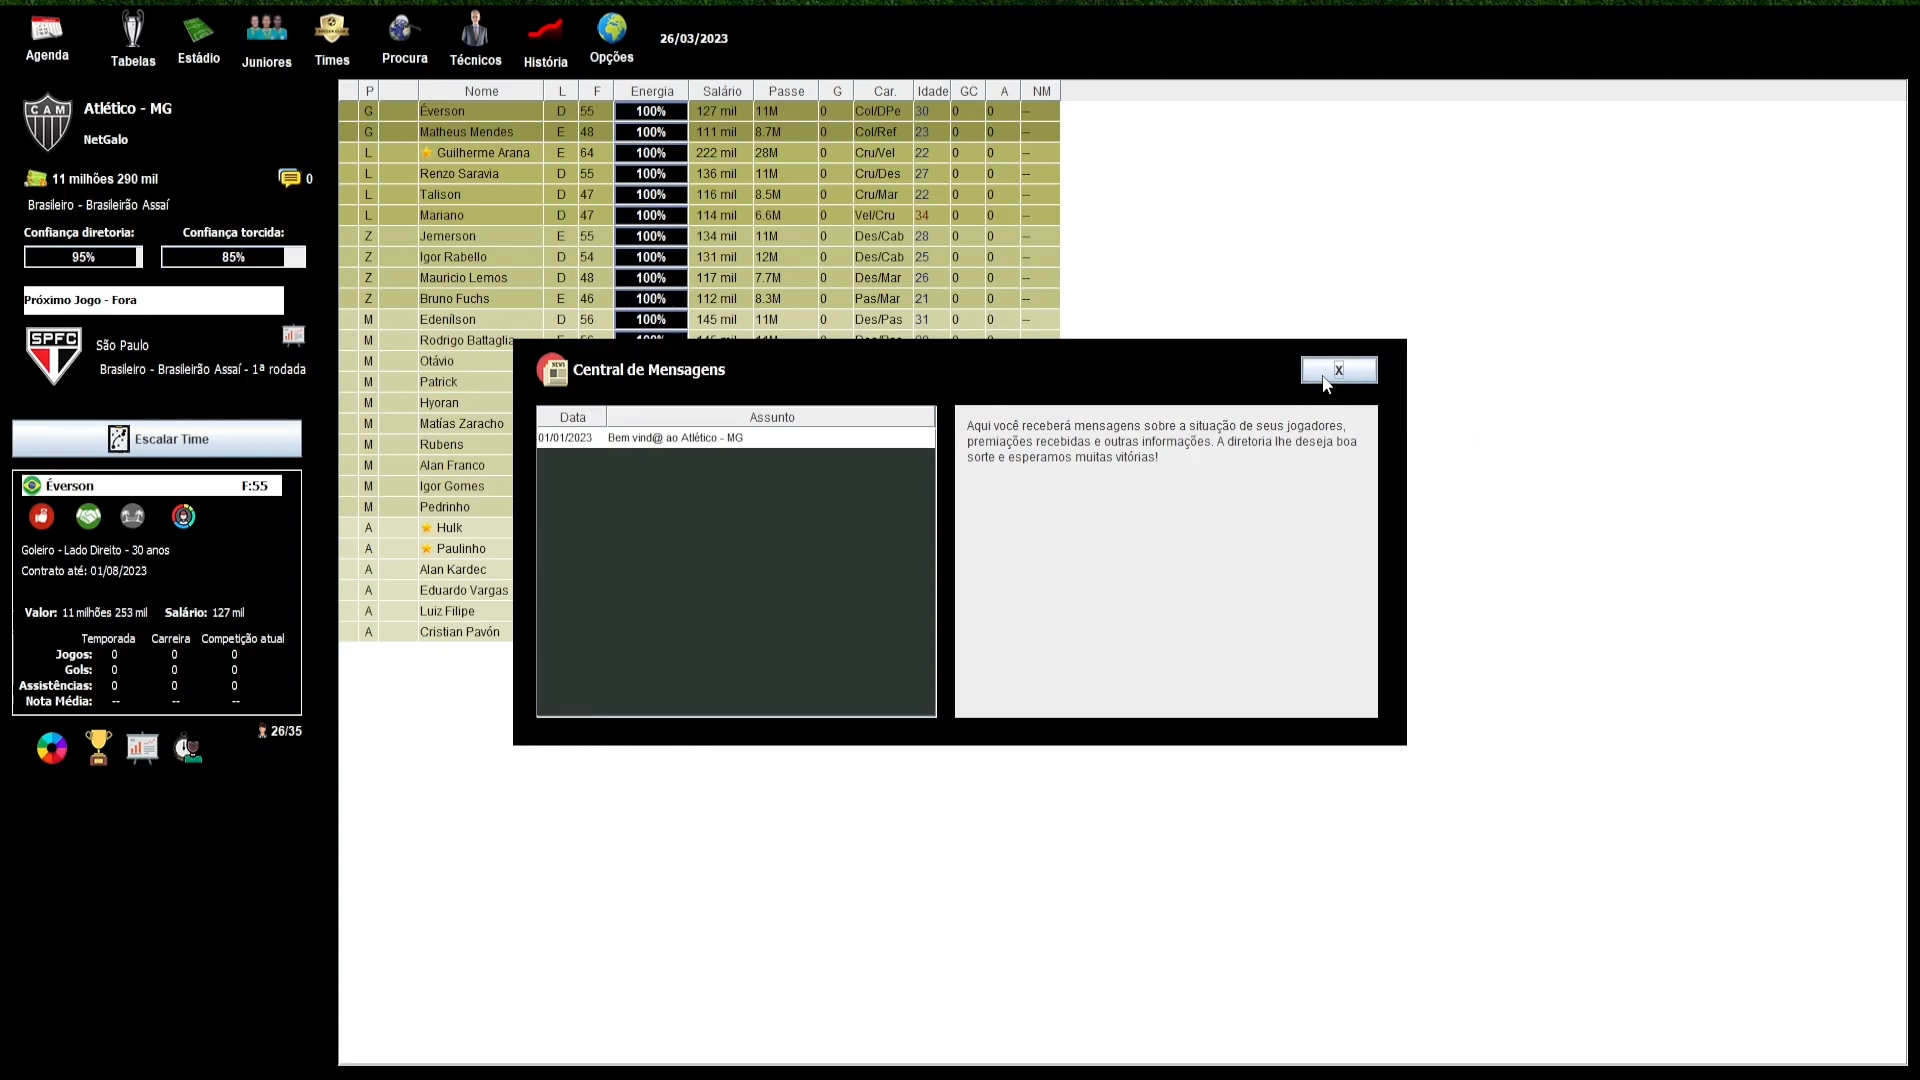 Agenda Tabelas Estádio Juniores Times Procura Técnicos História Opções 26/03/2023
CAM
Atlético - MG
NetGalo
11 milhões 290 mil 0
Brasileiro - Brasileirão Assaí
Confiança diretoria: Confiança torcida:
95% 85%
Próximo Jogo - Fora
SPFC
São Paulo
Brasileiro - Brasileirão Assaí - 1ª rodada
Escalar Time
Éverson F:55
Goleiro - Lado Direito - 30 anos
Contrato até: 01/08/2023
Valor: 11 milhões 253 mil Salário: 127 mil
Temporada Carreira Competição atual
Jogos: 0 0 0
Gols: 0 0 0
Assistências: 0 0 0
Nota Média: -- -- --
26/35
P Nome L F Energia Salário Passe G Car. Idade GC A NM
G Éverson D 55 100% 127 mil 11M 0 Col/DPe 30 0 0 --
G Matheus Mendes E 48 100% 111 mil 8.7M 0 Col/Ref 23 0 0 --
L Guilherme Arana E 64 100% 222 mil 28M 0 Cru/Vel 22 0 0 --
L Renzo Saravia D 55 100% 136 mil 11M 0 Cru/Des 27 0 0 --
L Talison D 47 100% 116 mil 8.5M 0 Cru/Mar 22 0 0 --
L Mariano D 47 100% 114 mil 6.6M 0 Vel/Cru 34 0 0 --
Z Jemerson E 55 100% 134 mil 11M 0 Des/Cab 28 0 0 --
Z Igor Rabello D 54 100% 131 mil 12M 0 Des/Cab 25 0 0 --
Z Mauricio Lemos D 48 100% 117 mil 7.7M 0 Des/Mar 26 0 0 --
Z Bruno Fuchs E 46 100% 112 mil 8.3M 0 Pas/Mar 21 0 0 --
M Edenílson D 56 100% 145 mil 11M 0 Des/Pas 31 0 0 --
M Rodrigo Battaglia
M Otávio
M Patrick
M Hyoran
M Matías Zaracho
M Rubens
M Alan Franco
M Igor Gomes
M Pedrinho
A Hulk
A Paulinho
A Alan Kardec
A Eduardo Vargas
A Luiz Filipe
A Cristian Pavón
NEWS
Central de Mensagens X
Data Assunto
01/01/2023 Bem vind@ ao Atlético - MG
Aqui você receberá mensagens sobre a situação de seus jogadores,
premiações recebidas e outras informações. A diretoria lhe deseja boa
sorte e esperamos muitas vitórias!